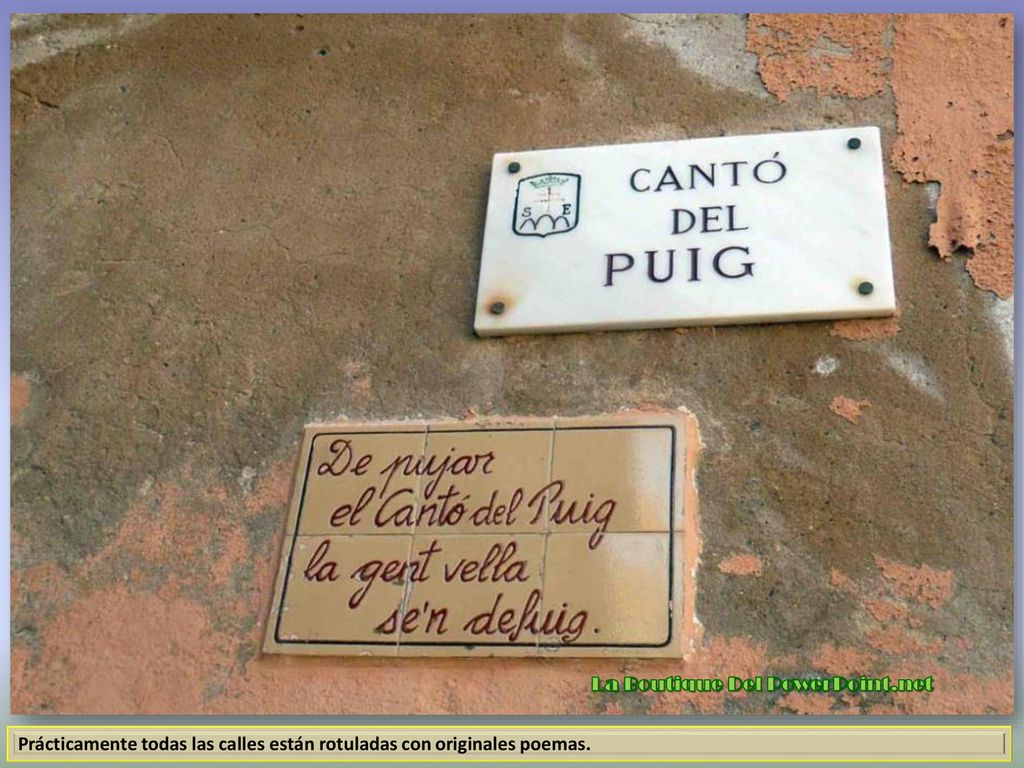 CANTÓ
DEL
PUIG
S E
De pujar
el Cantó del Puig
la gent vella
se'n defuig.
La Boutique Del PowerPoint.net
Prácticamente todas las calles están rotuladas con originales poemas.